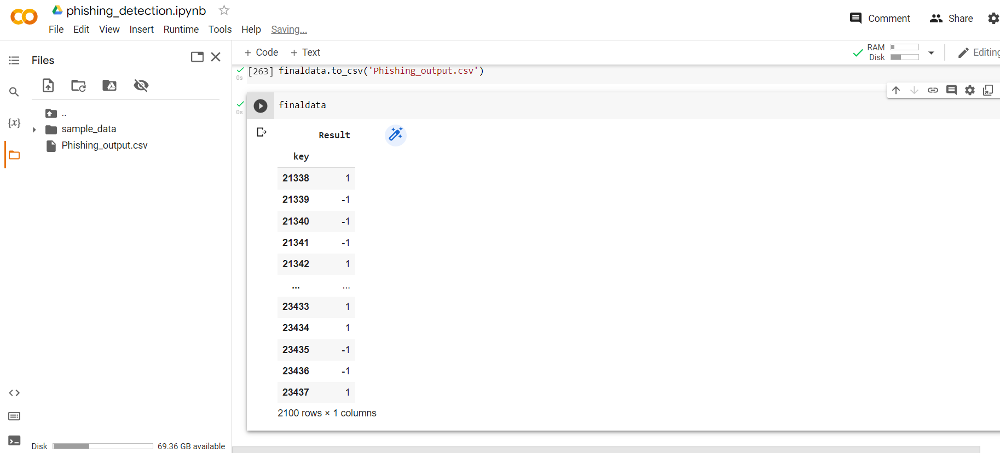 phishing_detection.ipynb
File Edit View Insert Runtime Tools Help Saving...
Comment Share
Files
+ Code + Text
RAM
Disk
Editing
..
sample_data
Phishing_output.csv
[263] finaldata.to_csv('Phishing_output.csv')
0s
finaldata
0s
{x}
Result
key
21338 1
21339 -1
21340 -1
21341 -1
21342 1
... ...
23433 1
23434 1
23435 -1
23436 -1
23437 1
2100 rows × 1 columns
Disk 69.36 GB available